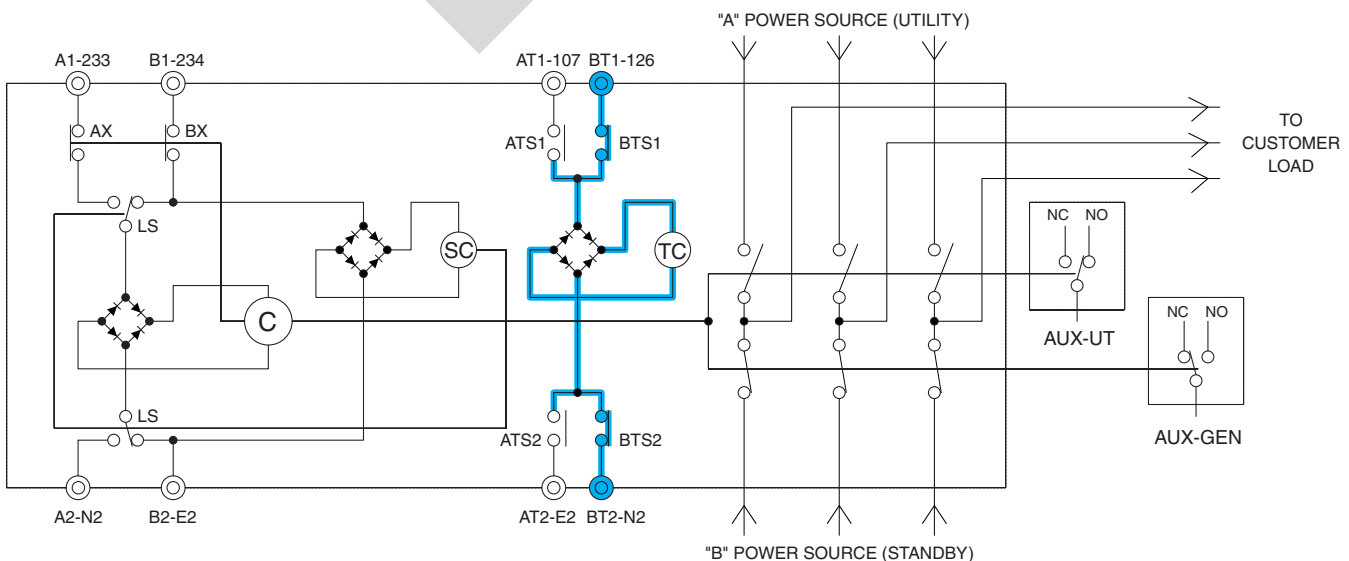 "A" POWER SOURCE (UTILITY)
A1-233
B1-234
AT1-107
BT1-126
AX
BX
ATS1
BTS1
TO
CUSTOMER
LOAD
LS
SC
TC
NC
NO
AUX-UT
C
NC
NO
AUX-GEN
LS
ATS2
BTS2
A2-N2
B2-E2
AT2-E2
BT2-N2
"B" POWER SOURCE (STANDBY)